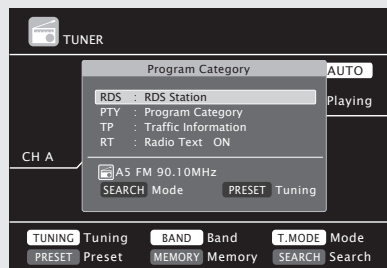 TUNER
Program Category
AUTO
RDS : RDS Station
Playing
PTY : Program Category
TP : Traffic Information
RT : Radio Text ON
CH A
A5 FM 90.10MHz
SEARCH Mode PRESET Tuning
TUNING Tuning BAND Band T.MODE Mode
PRESET Preset MEMORY Memory SEARCH Search